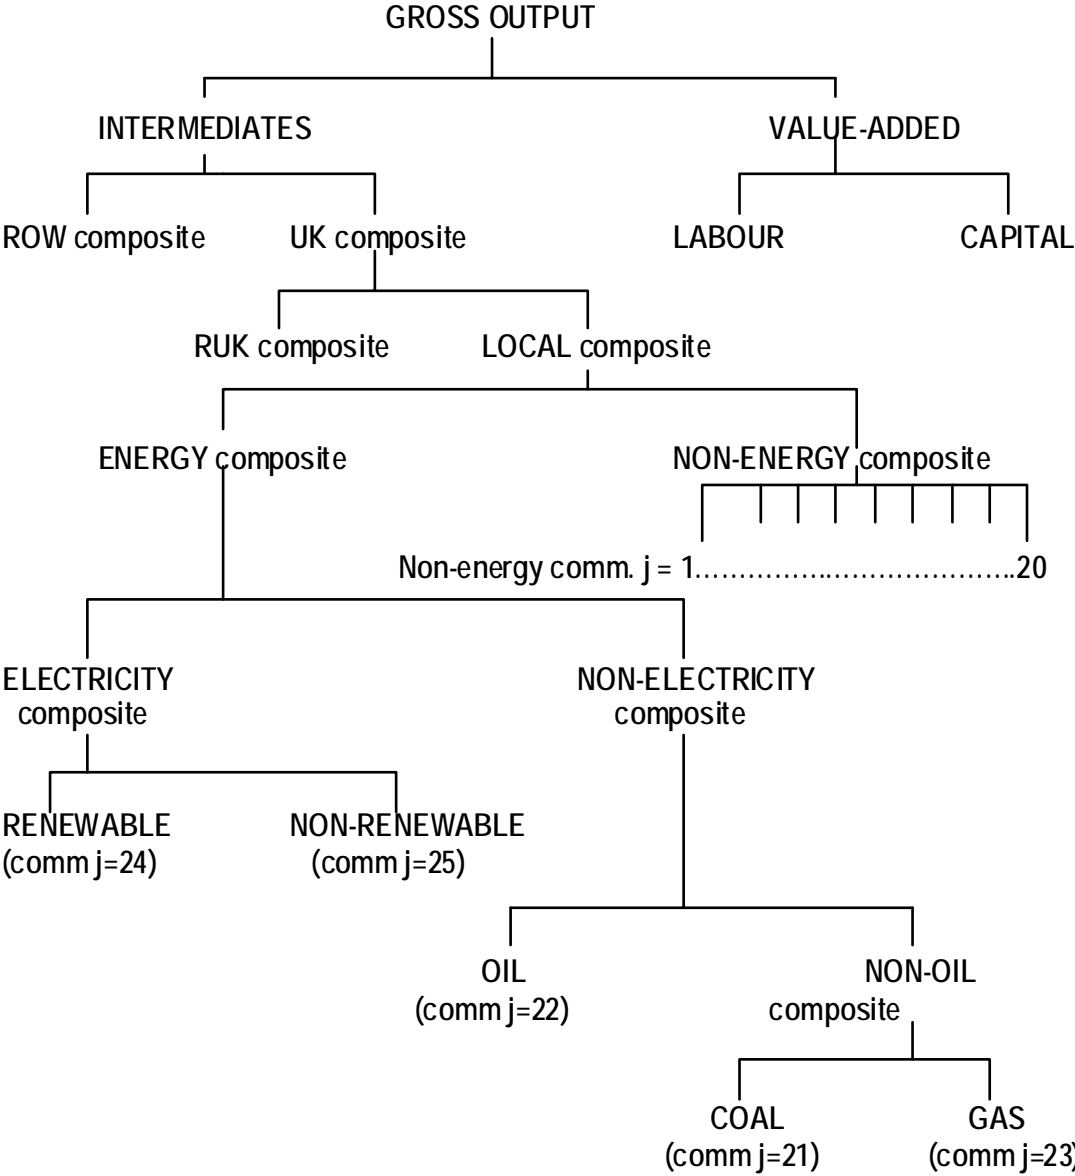 GROSS OUTPUT
INTERMEDIATES
VALUE-ADDED
ROW composite
UK composite
LABOUR
CAPITAL
RUK composite
LOCAL composite
ENERGY composite
NON-ENERGY composite
Non-energy comm. j = 1…………………………………..20
ELECTRICITY
composite
NON-ELECTRICITY
composite
RENEWABLE
(comm j=24)
NON-RENEWABLE
(comm j=25)
OIL
(comm j=22)
NON-OIL
composite
COAL
(comm j=21)
GAS
(comm j=23)